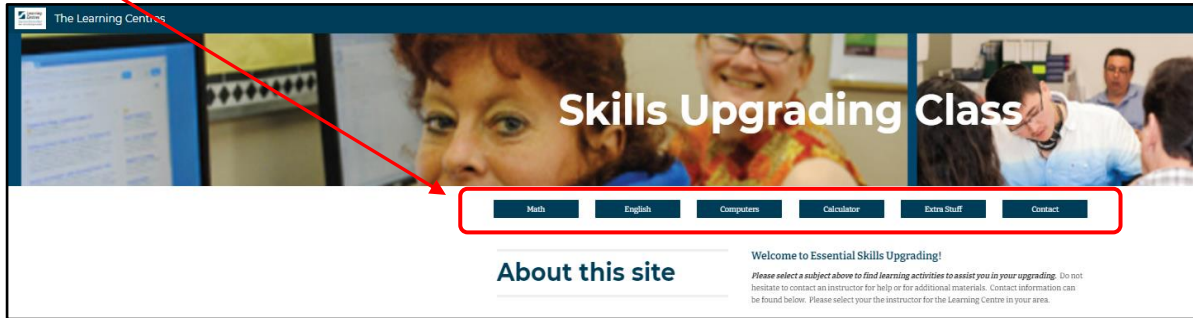 The Learning Centres
Skills Upgrading Class
Math English Computers Calculator Extra Stuff Contact
About this site
Welcome to Essential Skills Upgrading!
Please select a subject above to find learning activities to assist you in your upgrading. Do not
hesitate to contact an instructor for help or for additional materials. Contact information can
be found below. Please select your the instructor for the Learning Centre in your area.